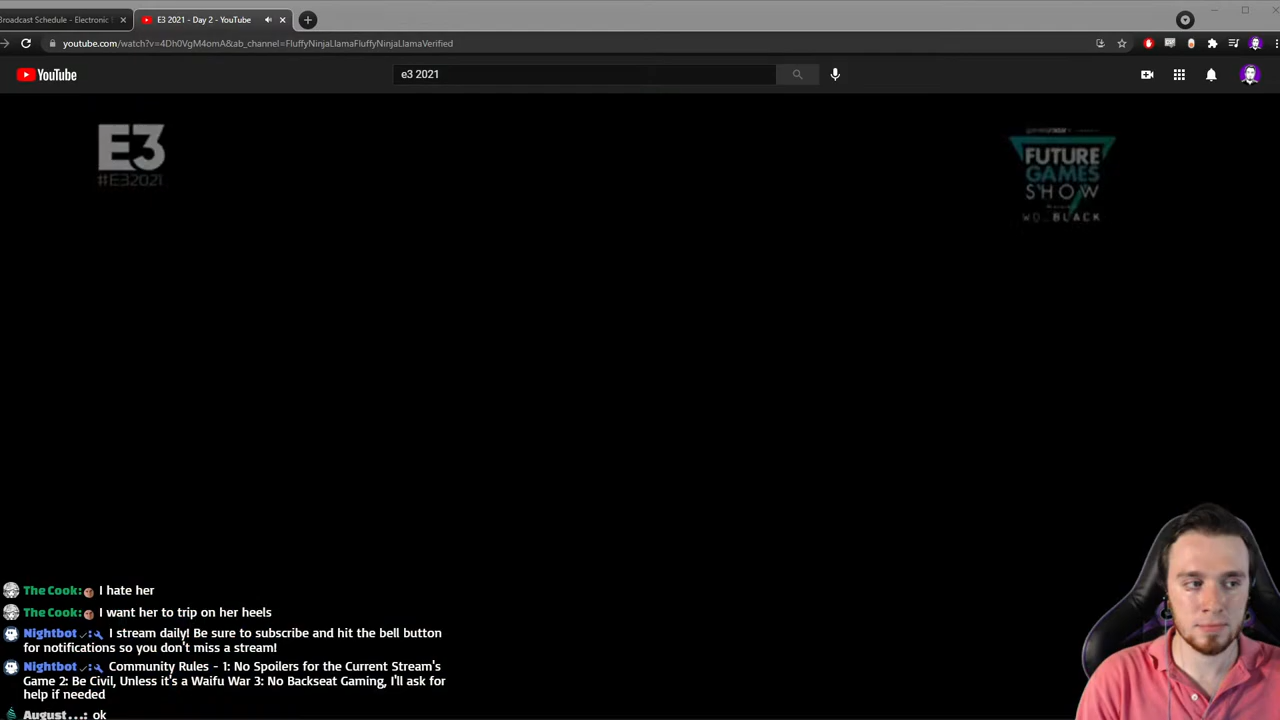 Broadcast Schedule - Electronic
E3 2021 - Day 2 - YouTube
youtube.com/watch?v=4Dh0VgM4omA&ab_channel=FluffyNinjaLlamaFluffyNinjaLlamaVerified
YouTube
e3 2021
E3
#E32021
FUTURE
GAMES
SHOW
WD_BLACK
The Cook: I hate her
The Cook: I want her to trip on her heels
Nightbot ✓: I stream daily! Be sure to subscribe and hit the bell button
for notifications so you don't miss a stream!
Nightbot ✓: Community Rules - 1: No Spoilers for the Current Stream's
Game 2: Be Civil, Unless it's a Waifu War 3: No Backseat Gaming, I'll ask for
help if needed
August...: ok